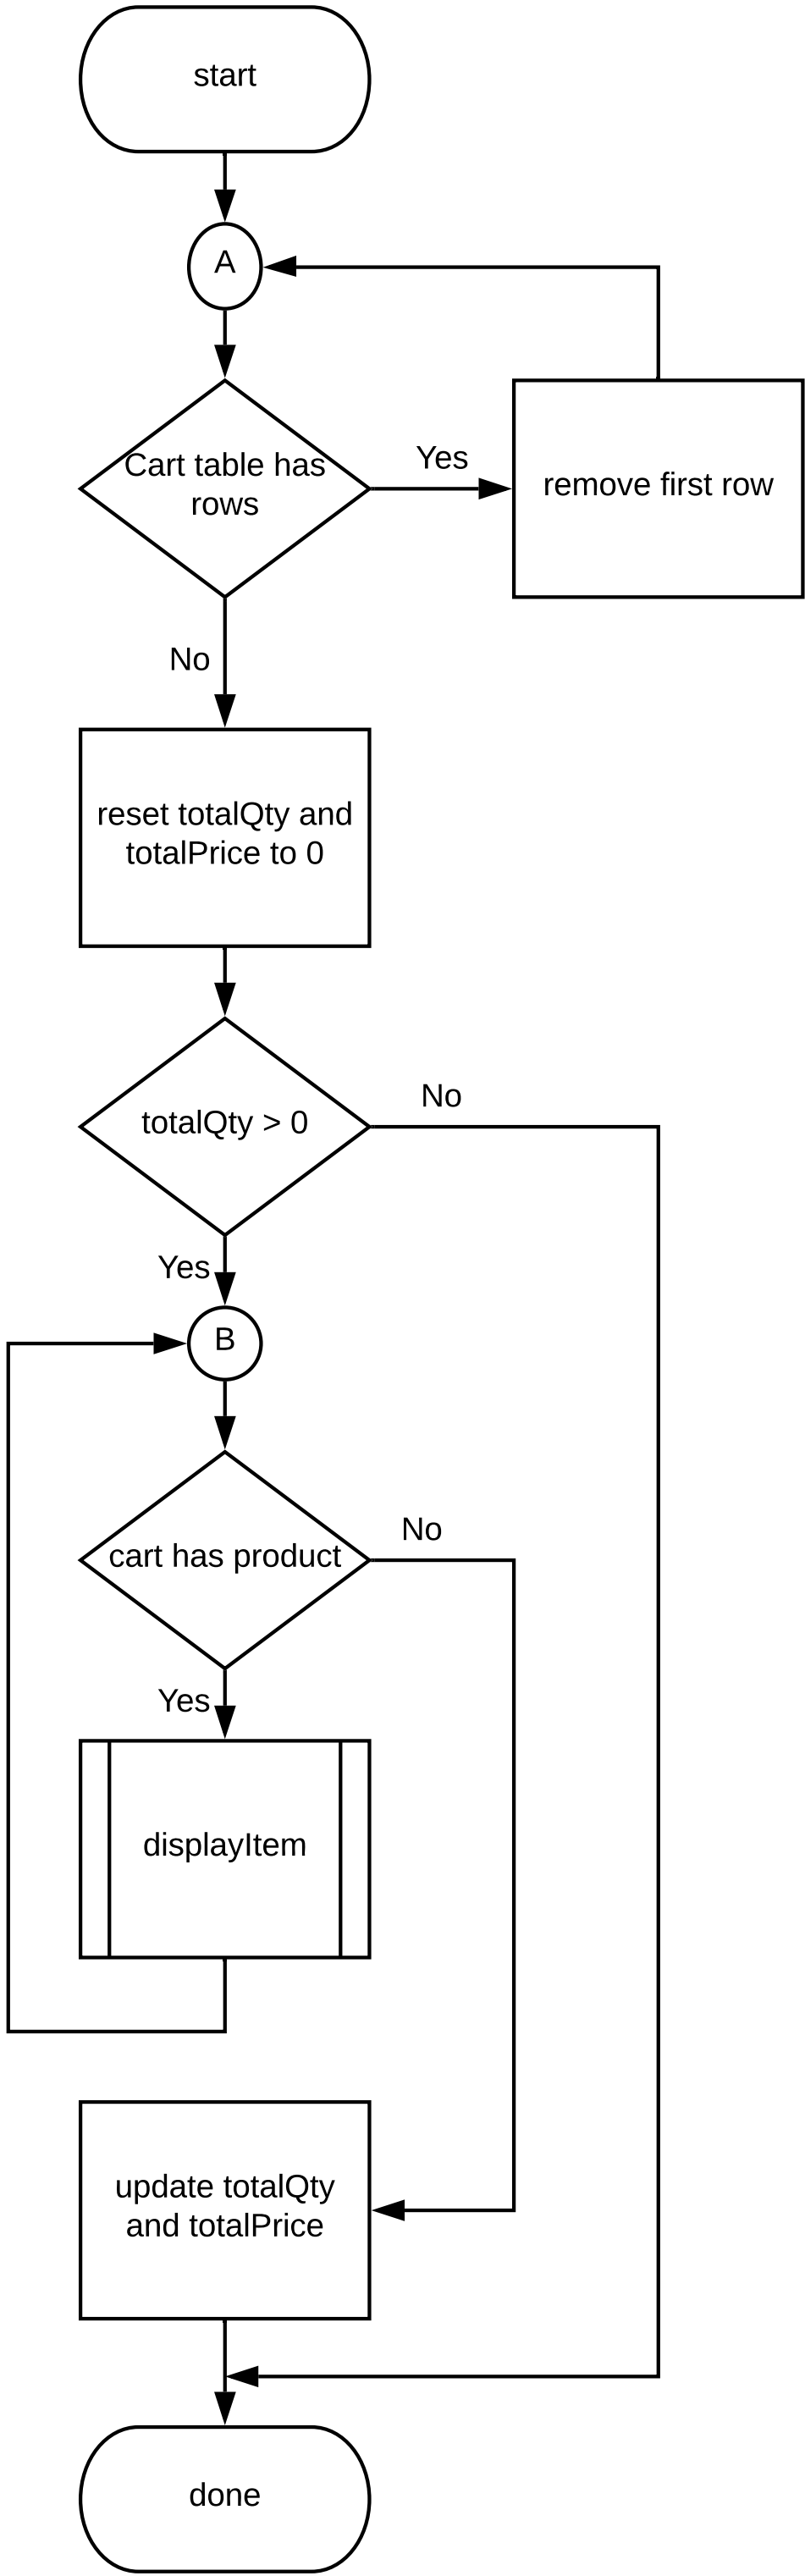 start
A
Cart table has
rows
Yes
remove first row
No
reset totalQty and
totalPrice to 0
totalQty > 0
No
Yes
B
cart has product
No
Yes
displayItem
update totalQty
and totalPrice
done